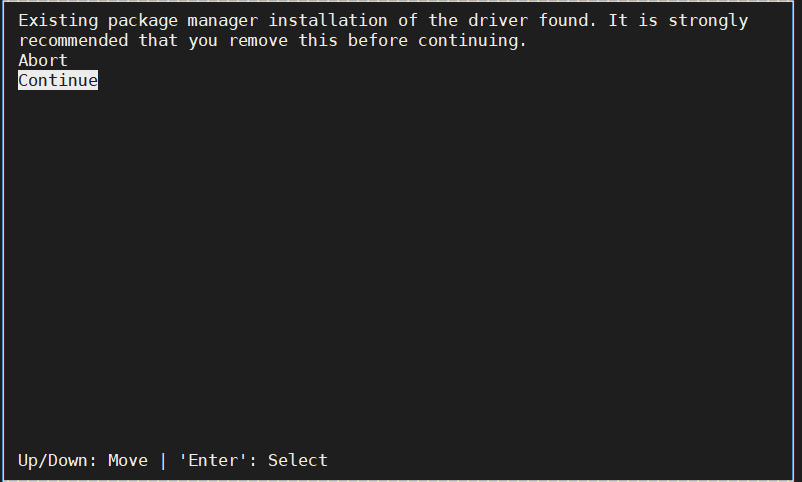 Existing package manager installation of the driver found. It is strongly
recommended that you remove this before continuing.
Abort
Continue
Up/Down: Move | 'Enter': Select